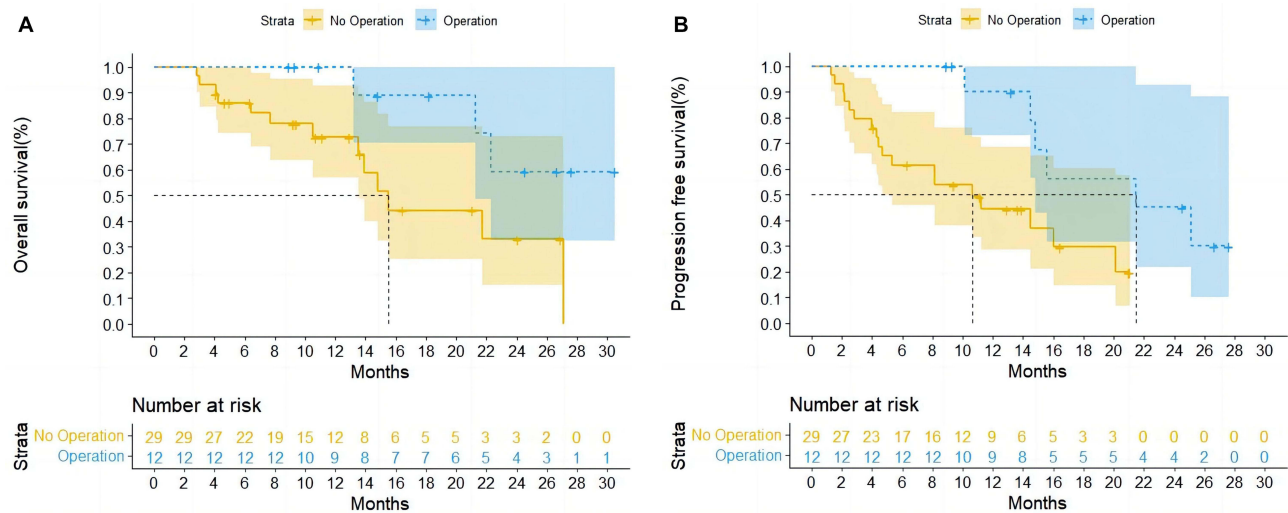 A
Strata No Operation Operation
Overall survival(%)
1.0
0.9
0.8
0.7
0.6
0.5
0.4
0.3
0.2
0.1
0.0
0 2 4 6 8 10 12 14 16 18 20 22 24 26 28 30
Months
Number at risk
Strata
No Operation 29 29 27 22 19 15 12 8 6 5 5 3 3 2 0 0
Operation 12 12 12 12 12 10 9 8 7 7 6 5 4 3 1 1
0 2 4 6 8 10 12 14 16 18 20 22 24 26 28 30
Months
B
Strata No Operation Operation
Progression free survival(%)
1.0
0.9
0.8
0.7
0.6
0.5
0.4
0.3
0.2
0.1
0.0
0 2 4 6 8 10 12 14 16 18 20 22 24 26 28 30
Months
Number at risk
Strata
No Operation 29 27 23 17 16 12 9 6 5 3 3 0 0 0 0 0
Operation 12 12 12 12 12 10 9 8 5 5 5 4 4 2 0 0
0 2 4 6 8 10 12 14 16 18 20 22 24 26 28 30
Months